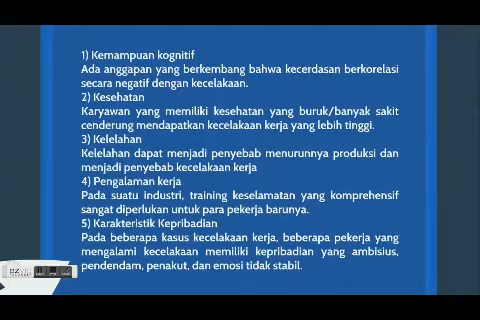 1) Kemampuan kognitif
Ada anggapan yang berkembang bahwa kecerdasan berkorelasi
secara negatif dengan kecelakaan.
2) Kesehatan
Karyawan yang memiliki kesehatan yang buruk/banyak sakit
cenderung mendapatkan kecelakaan kerja yang lebih tinggi.
3) Kelelahan
Kelelahan dapat menjadi penyebab menurunnya produksi dan
menjadi penyebab kecelakaan kerja
4) Pengalaman kerja
Pada suatu industri, training keselamatan yang komprehensif
sangat diperlukan untuk para pekerja barunya.
5) Karakteristik Kepribadian
Pada beberapa kasus kecelakaan kerja, beberapa pekerja yang
mengalami kecelakaan memiliki kepribadian yang ambisius,
pendendam, penakut, dan emosi tidak stabil.